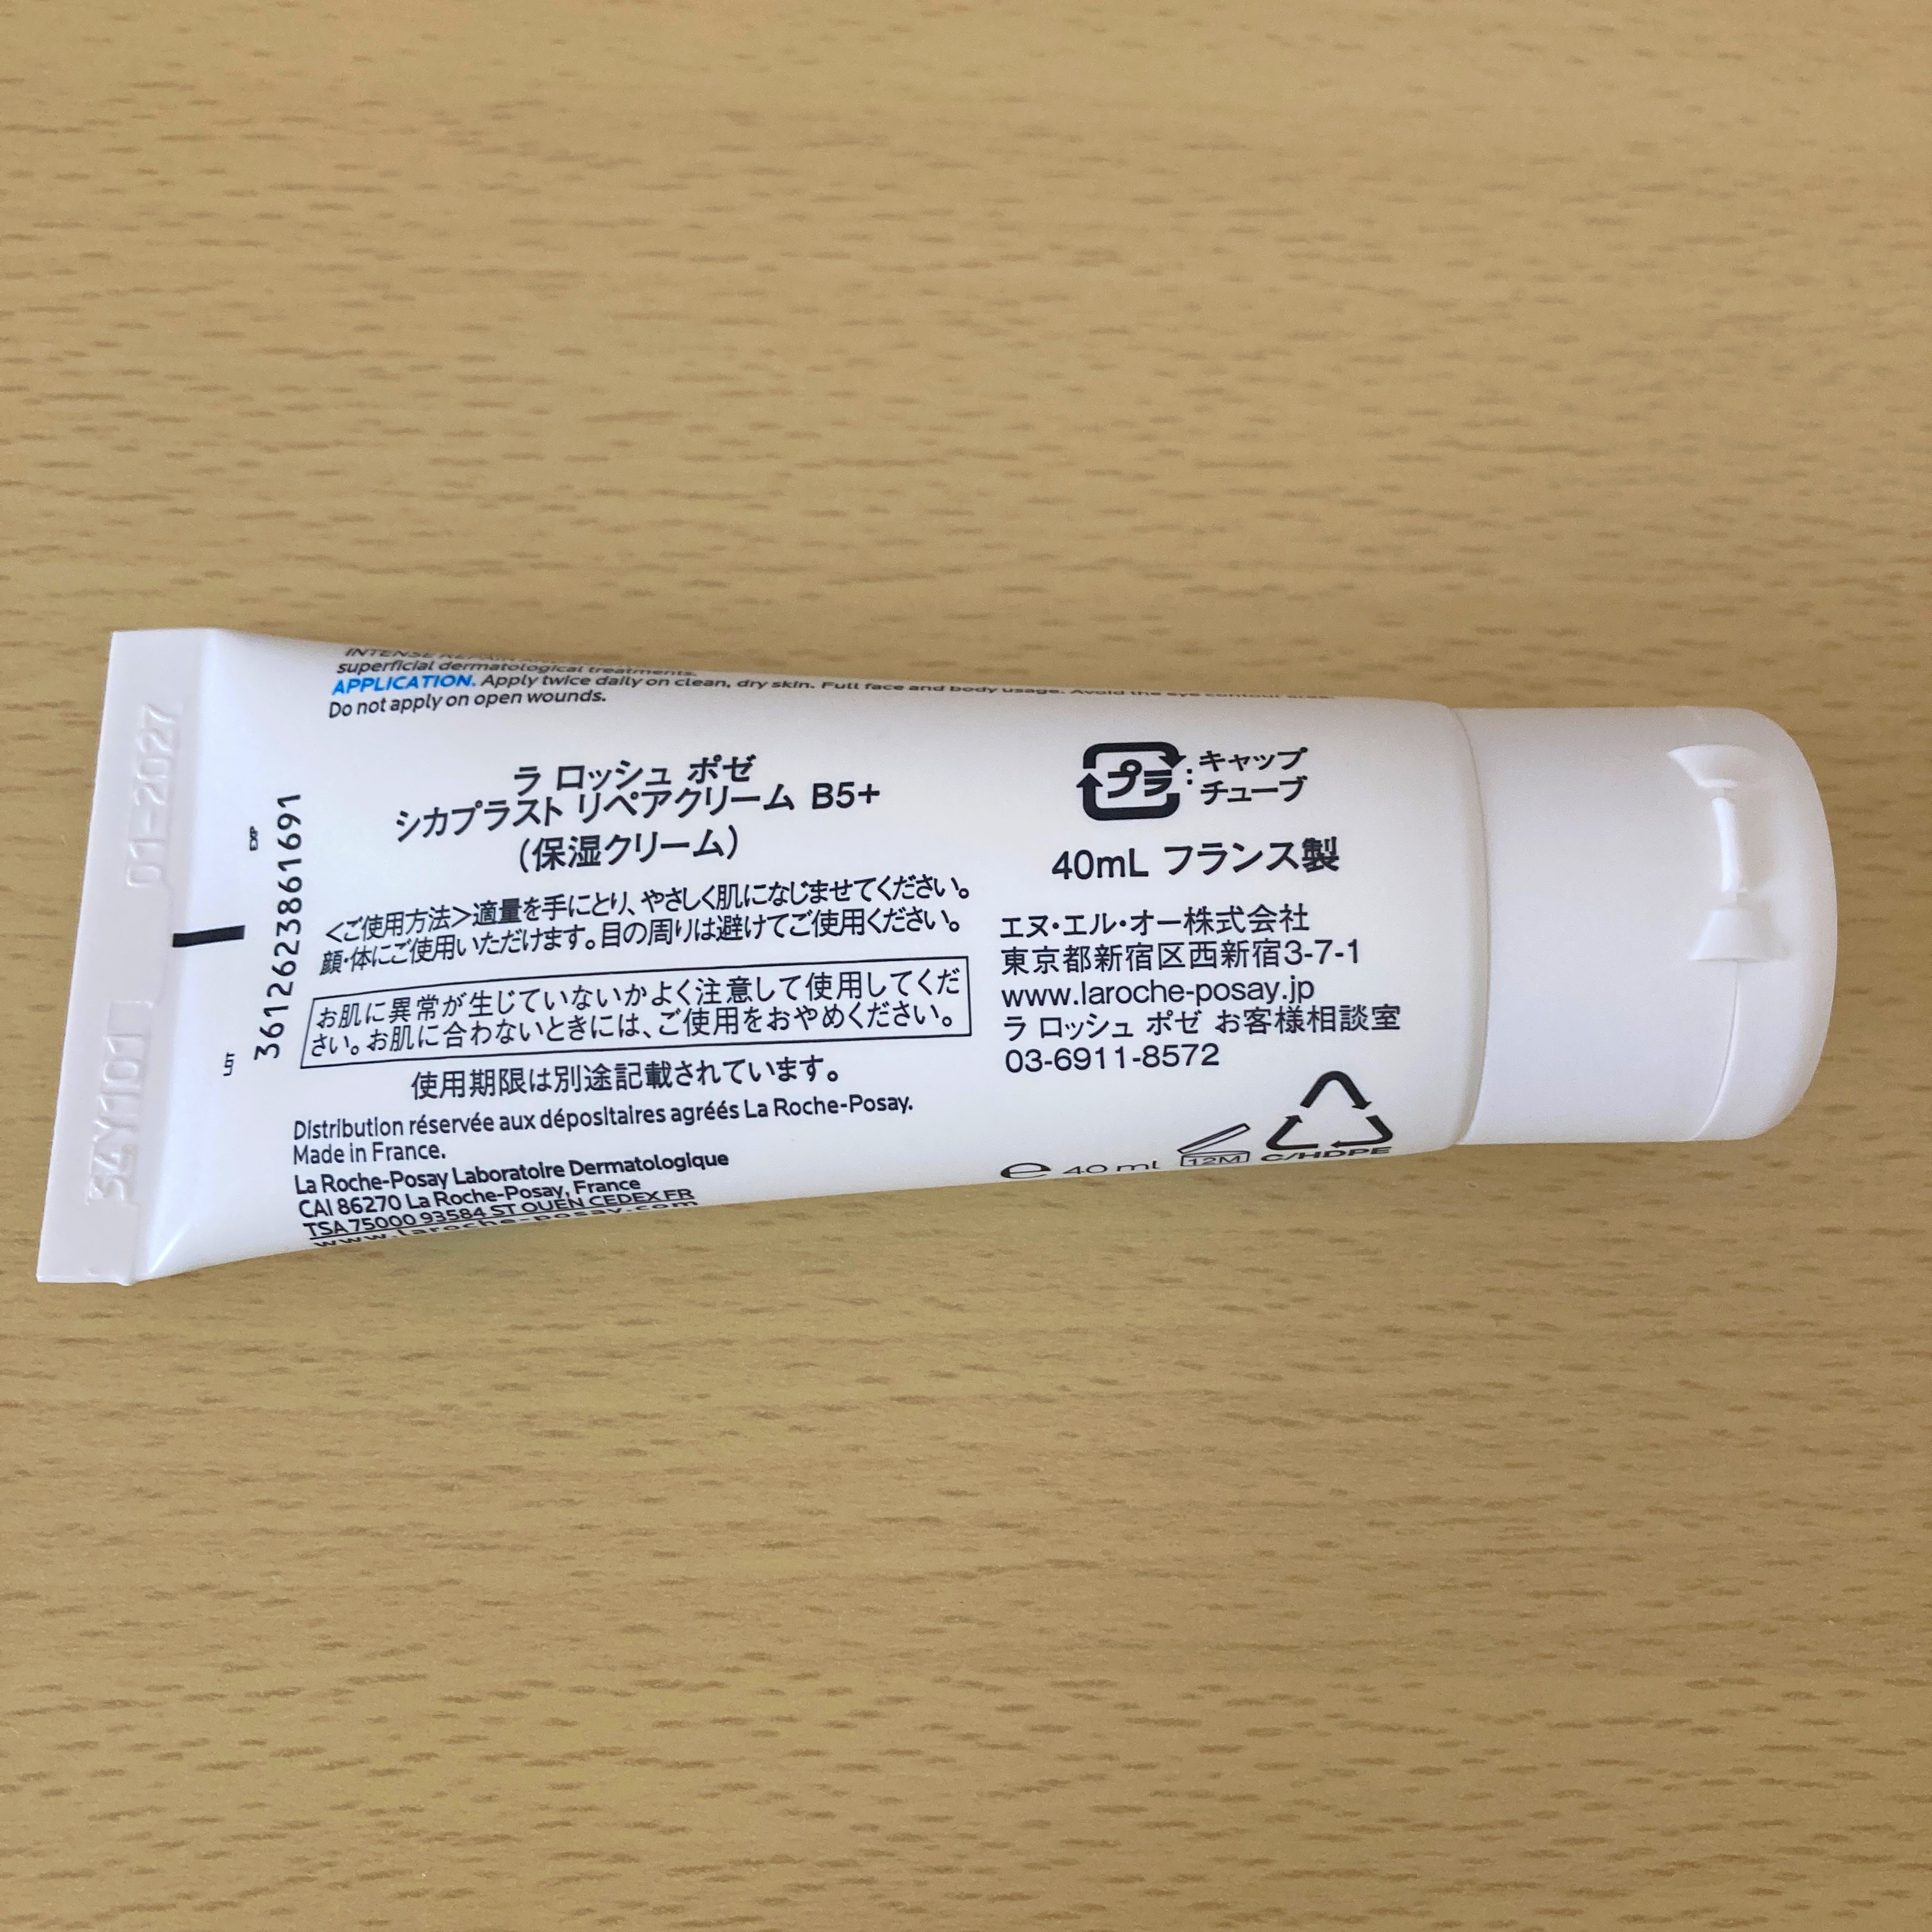 INTENSE REPAIR
superficial dermatological treatments.
APPLICATION. Apply twice daily on clean, dry skin. Full face and body usage. Avoid the eye contour area.
Do not apply on open wounds.
ラ ロッシュ ポゼ
シカプラスト リペアクリーム B5+
(保湿クリーム)
<ご使用方法>適量を手にとり、やさしく肌になじませてください。
顔・体にご使用いただけます。目の周りは避けてご使用ください。
お肌に異常が生じていないかよく注意して使用してくだ
さい。お肌に合わないときには、ご使用をおやめください。
使用期限は別途記載されています。
Distribution réservée aux dépositaires agréés La Roche-Posay.
Made in France.
La Roche-Posay Laboratoire Dermatologique
CAI 86270 La Roche-Posay, France
TSA 75000 93584 ST OUEN CEDEX FR
www.laroche-posay.com
プラ:キャップ
チューブ
40mL フランス製
エヌ・エル・オー株式会社
東京都新宿区西新宿3-7-1
www.laroche-posay.jp
ラ ロッシュ ポゼ お客様相談室
03-6911-8572
e 40 ml
12M
C/HDPE
3612623861691
EXP
01-2027
34Y101